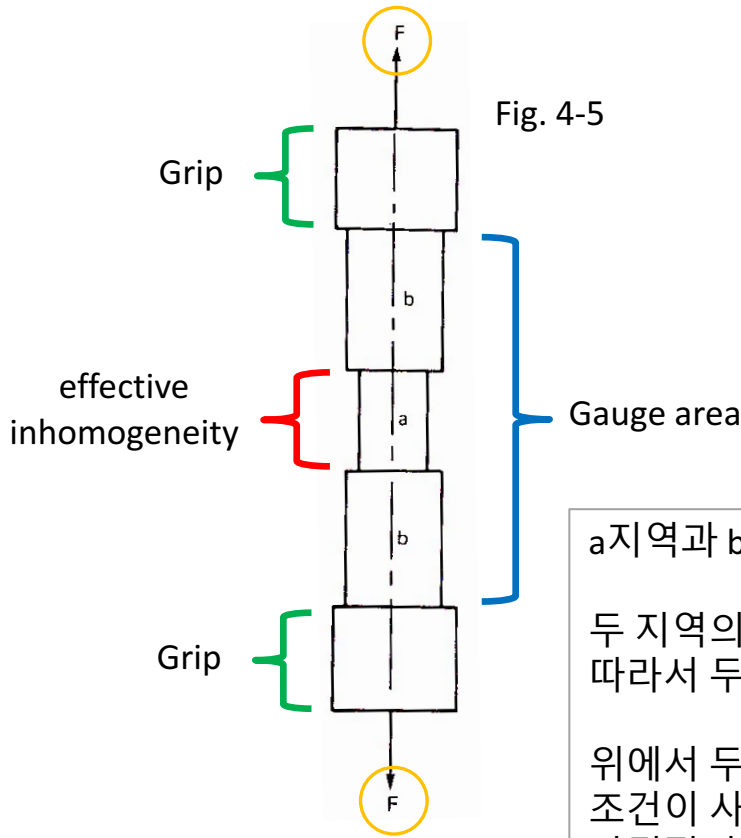 F
Fig. 4-5
Grip
b
effective
inhomogeneity
a
Gauge area
b
a지역과 b
두 지역의
따라서 두
Grip
위에서 두
조건이 사
F